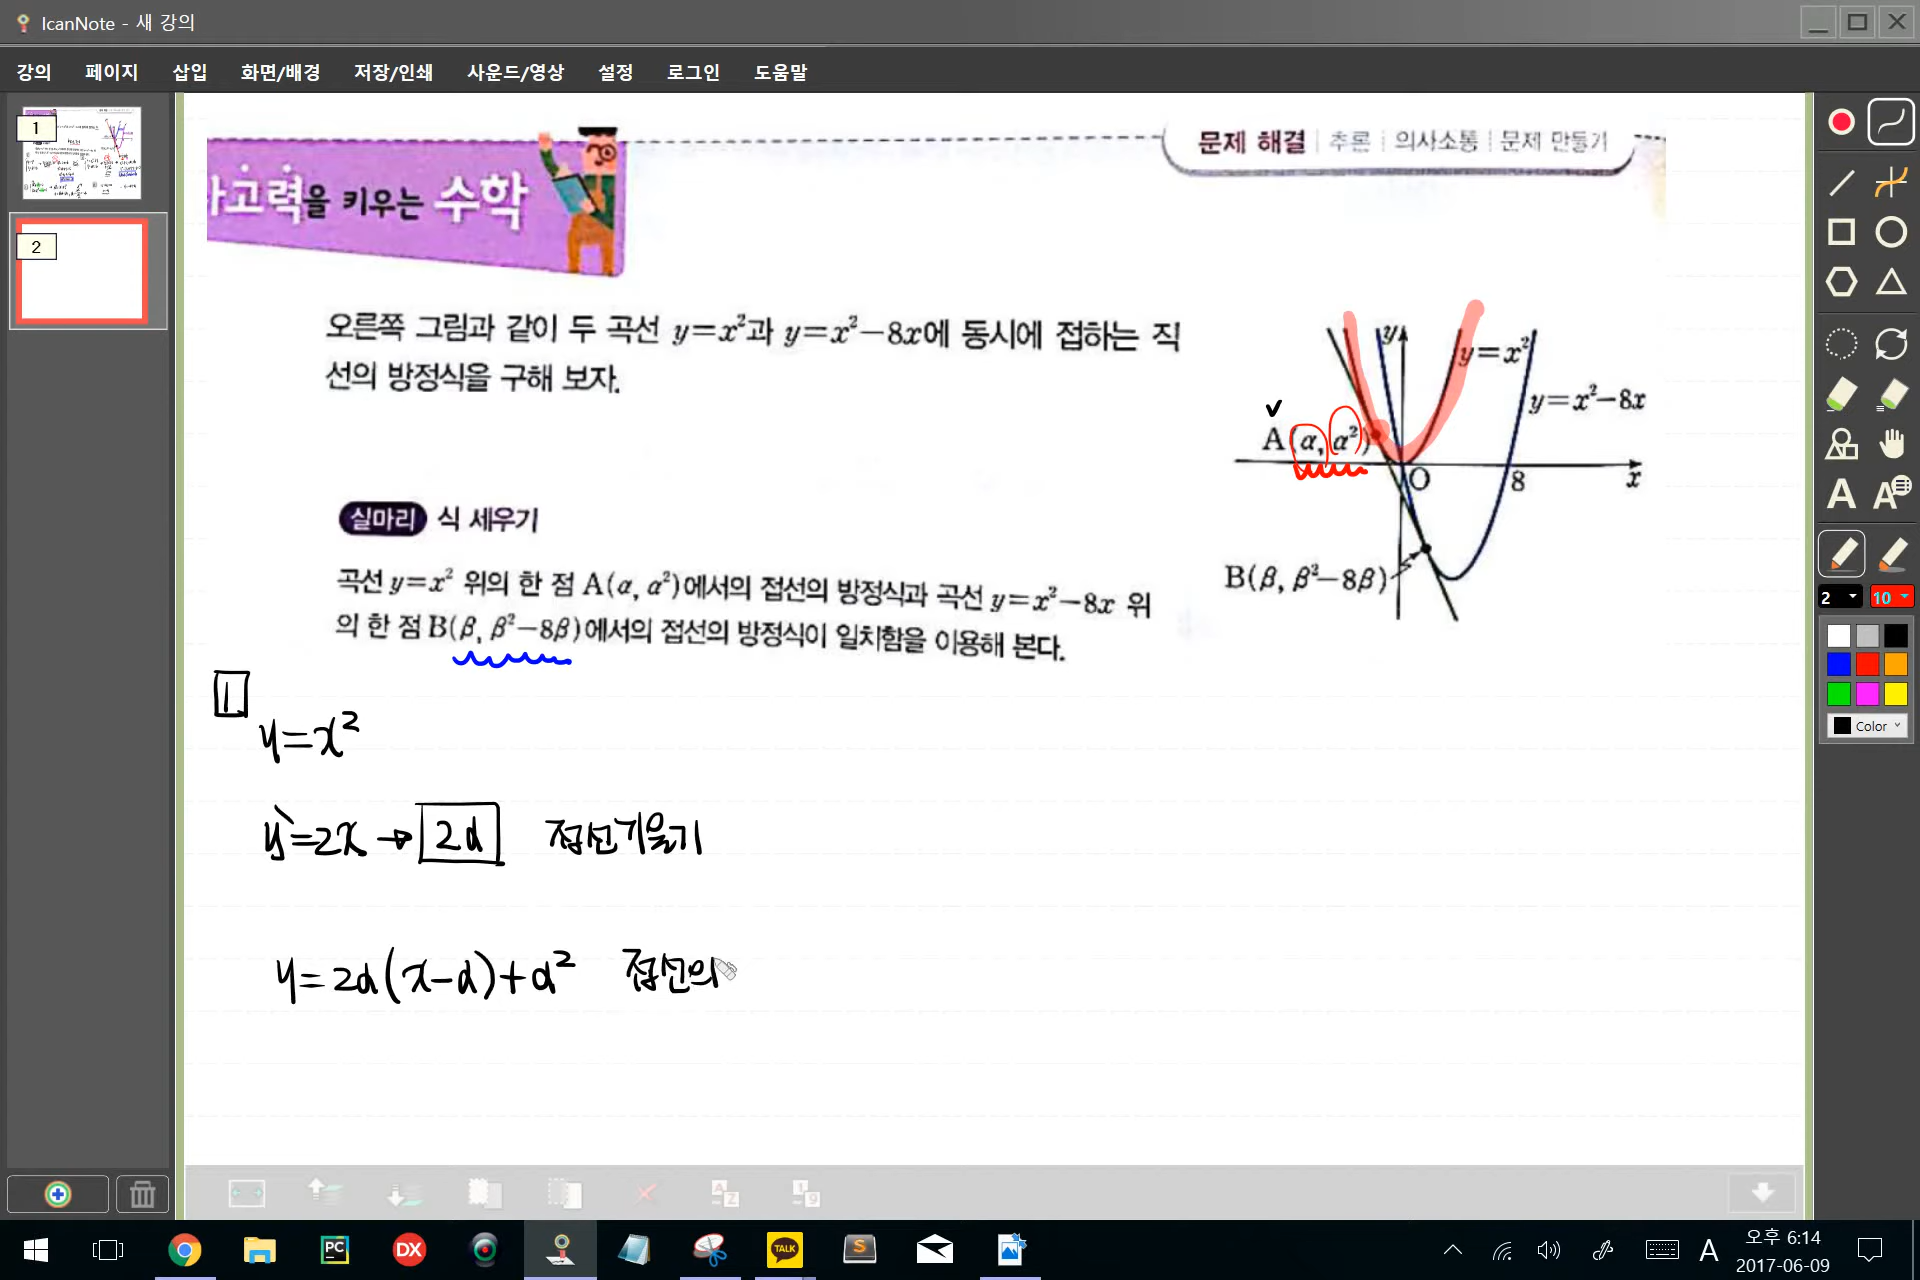 IcanNote - 새 강의
강의 페이지 삽입 화면/배경 저장/인쇄 사운드/영상 설정 로그인 도움말
1
2
사고력을 키우는 수학
문제 해결 | 추론 | 의사소통 | 문제 만들기
오른쪽 그림과 같이 두 곡선 y=x²과 y=x²-8x에 동시에 접하는 직
선의 방정식을 구해 보자.
y
y=x²
y=x²-8x
A(α, α²)
O
8
x
B(β, β²-8β)
실마리 식 세우기
곡선 y=x² 위의 한 점 A(α, α²)에서의 접선의 방정식과 곡선 y=x²-8x 위
의 한 점 B(β, β²-8β)에서의 접선의 방정식이 일치함을 이용해 본다.
1
y=x²
y'=2x → 2α 접선기울기
y=2α(x-α)+α² 접선의
A
A
2
10
Color
A
Z
1
9
PC
DX
TALK
S
A
오후 6:14
2017-06-09